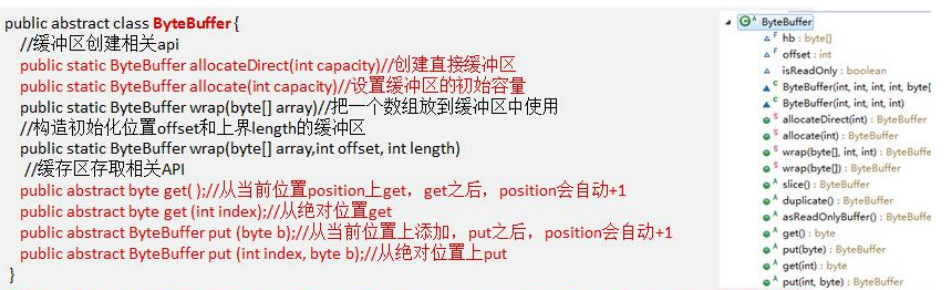 public abstract class ByteBuffer {
//缓冲区创建相关api
public static ByteBuffer allocateDirect(int capacity)//创建直接缓冲区
public static ByteBuffer allocate(int capacity)//设置缓冲区的初始容量
public static ByteBuffer wrap(byte[] array)//把一个数组放到缓冲区中使用
//构造初始化位置offset和上界length的缓冲区
public static ByteBuffer wrap(byte[] array,int offset, int length)
//缓存区存取相关API
public abstract byte get( );//从当前位置position上get，get之后，position会自动+1
public abstract byte get (int index);//从绝对位置get
public abstract ByteBuffer put (byte b);//从当前位置上添加，put之后，position会自动+1
public abstract ByteBuffer put (int index, byte b);//从绝对位置上put
}
ByteBuffer
F hb : byte[]
F offset : int
isReadOnly : boolean
C ByteBuffer(int, int, int, int, byte[
C ByteBuffer(int, int, int, int)
S allocateDirect(int) : ByteBuffer
S allocate(int) : ByteBuffer
S wrap(byte[], int, int) : ByteBuffe
S wrap(byte[]) : ByteBuffer
A slice() : ByteBuffer
A duplicate() : ByteBuffer
A asReadOnlyBuffer() : ByteBuffe
A get() : byte
A put(byte) : ByteBuffer
A get(int) : byte
A put(int, byte) : ByteBuffer